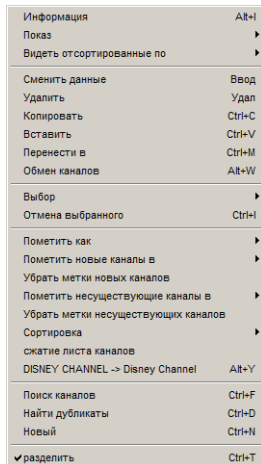 Информация Alt+I
Показ
Видеть отсортированные по
Сменить данные Ввод
Удалить Удал
Копировать Ctrl+C
Вставить Ctrl+V
Перенести в Ctrl+M
Обмен каналов Alt+W
Выбор
Отмена выбранного Ctrl+I
Пометить как
Пометить новые каналы в
Убрать метки новых каналов
Пометить несуществующие каналы в
Убрать метки несуществующих каналов
Сортировка
сжатие листа каналов
DISNEY CHANNEL -> Disney Channel Alt+Y
Поиск каналов Ctrl+F
Найти дубликаты Ctrl+D
Новый Ctrl+N
разделить Ctrl+T